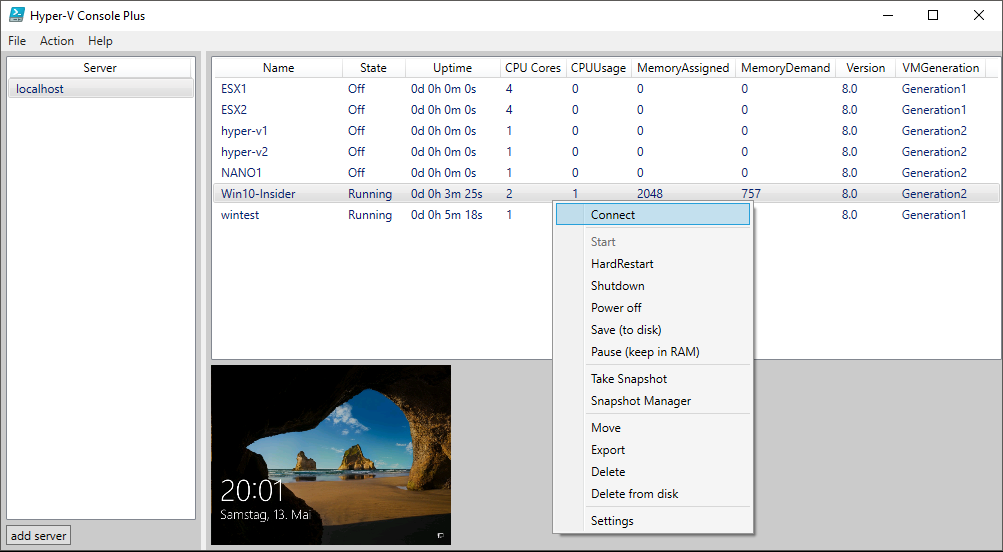 Hyper-V Console Plus
File Action Help
Server
localhost
add server
Name State Uptime CPU Cores CPUUsage MemoryAssigned MemoryDemand Version VMGeneration
ESX1 Off 0d 0h 0m 0s 4 0 0 0 8.0 Generation1
ESX2 Off 0d 0h 0m 0s 4 0 0 0 8.0 Generation1
hyper-v1 Off 0d 0h 0m 0s 1 0 0 0 8.0 Generation2
hyper-v2 Off 0d 0h 0m 0s 1 0 0 0 8.0 Generation2
NANO1 Off 0d 0h 0m 0s 1 0 0 0 8.0 Generation2
Win10-Insider Running 0d 0h 3m 25s 2 1 2048 757 8.0 Generation2
wintest Running 0d 0h 5m 18s 1 8.0 Generation1
Connect
Start
HardRestart
Shutdown
Power off
Save (to disk)
Pause (keep in RAM)
Take Snapshot
Snapshot Manager
Move
Export
Delete
Delete from disk
Settings
20:01
Samstag, 13. Mai